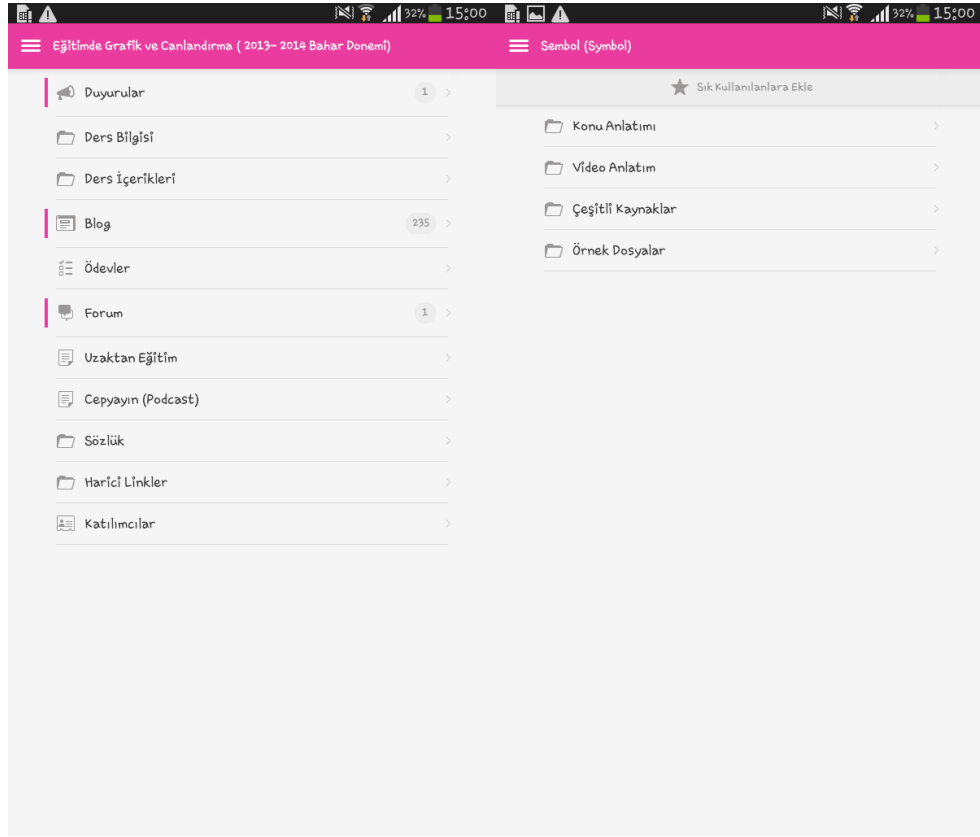 32% 15:00
Eğitimde Grafik ve Canlandırma ( 2013- 2014 Bahar Donemi)
Duyurular 1
Ders Bilgisi
Ders İçerikleri
Blog 235
Ödevler
Forum 1
Uzaktan Eğitim
Cepyayın (Podcast)
Sözlük
Harici Linkler
Katılımcılar
32% 15:00
Sembol (Symbol)
Sık Kullanılanlara Ekle
Konu Anlatımı
Video Anlatım
Çeşitli Kaynaklar
Örnek Dosyalar